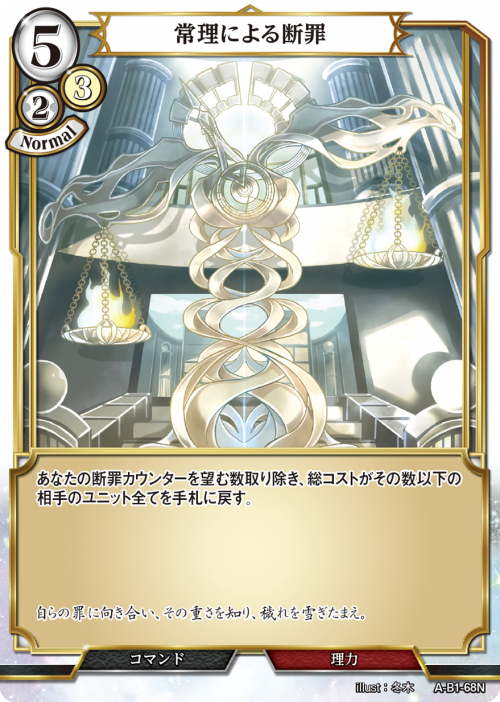 常理による断罪
5
3
2
Normal
あなたの断罪カウンターを望む数取り除き、総コストがその数以下の
相手のユニット全てを手札に戻す。
自らの罪に向き合い、その重さを知り、穢れを雪ぎたまえ。
コマンド
理力
illust：冬木 A-B1-68N